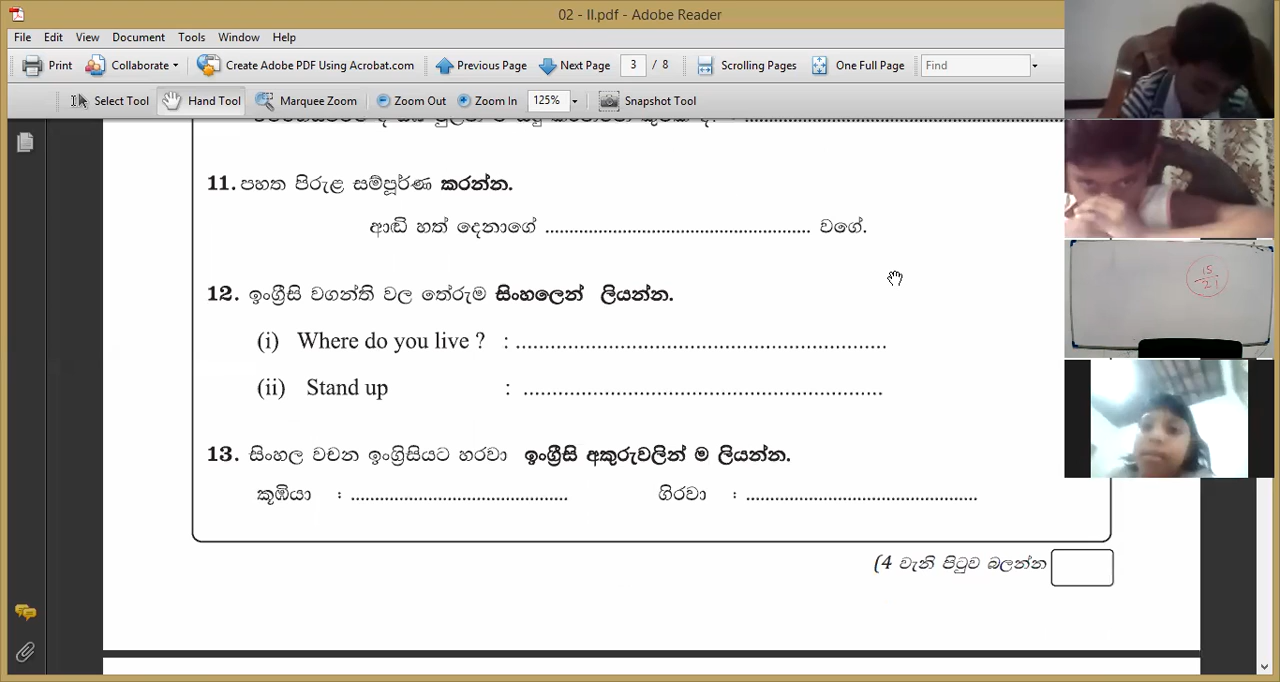 02 - II.pdf - Adobe Reader
File Edit View Document Tools Window Help
Print Collaborate Create Adobe PDF Using Acrobat.com Previous Page Next Page 3 / 8 Scrolling Pages One Full Page Find
Select Tool Hand Tool Marquee Zoom Zoom Out Zoom In 125% Snapshot Tool
11. පහත පිරුළ සම්පූර්ණ කරන්න.
ආඬි හත් දෙනාගේ ........................................................ වගේ.
12. ඉංග්‍රීසි වගන්ති වල තේරුම සිංහලෙන් ලියන්න.
(i) Where do you live ? : ...............................................................
(ii) Stand up : .............................................................
13. සිංහල වචන ඉංග්‍රිසියට හරවා ඉංග්‍රීසි අකුරුවලින් ම ලියන්න.
කූඹියා : .............................................. ගිරවා : .................................................
(4 වැනි පිටුව බලන්න
15
21